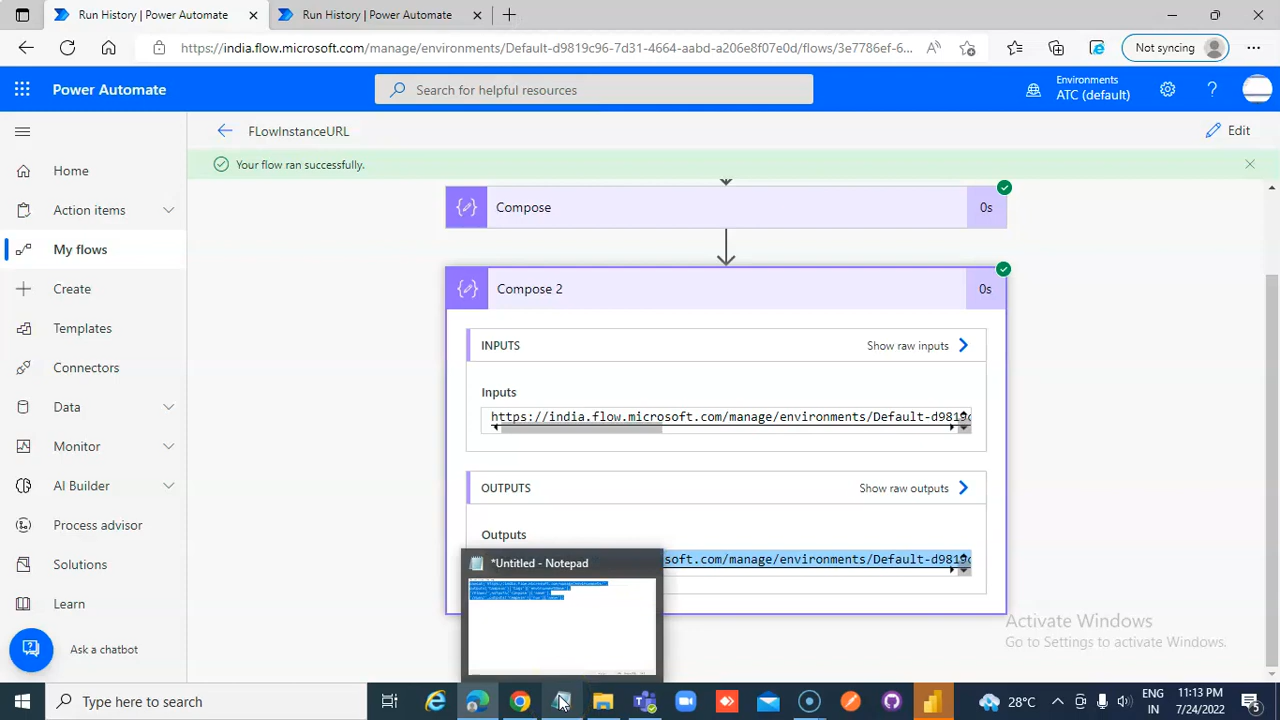 Run History | Power Automate
Run History | Power Automate
https://india.flow.microsoft.com/manage/environments/Default-d9819c96-7d31-4664-aabd-a206e8f07e0d/flows/3e7786ef-6...
Not syncing
Power Automate
Search for helpful resources
Environments
ATC (default)
FLowInstanceURL
Edit
Your flow ran successfully.
Home
Action items
My flows
Create
Templates
Connectors
Data
Monitor
AI Builder
Process advisor
Solutions
Learn
Ask a chatbot
Compose
0s
Compose 2
0s
INPUTS
Show raw inputs
Inputs
https://india.flow.microsoft.com/manage/environments/Default-d9819c
OUTPUTS
Show raw outputs
Outputs
soft.com/manage/environments/Default-d9819c
*Untitled - Notepad
Activate Windows
Go to Settings to activate Windows.
Type here to search
28°C
ENG
IN
11:13 PM
7/24/2022
5